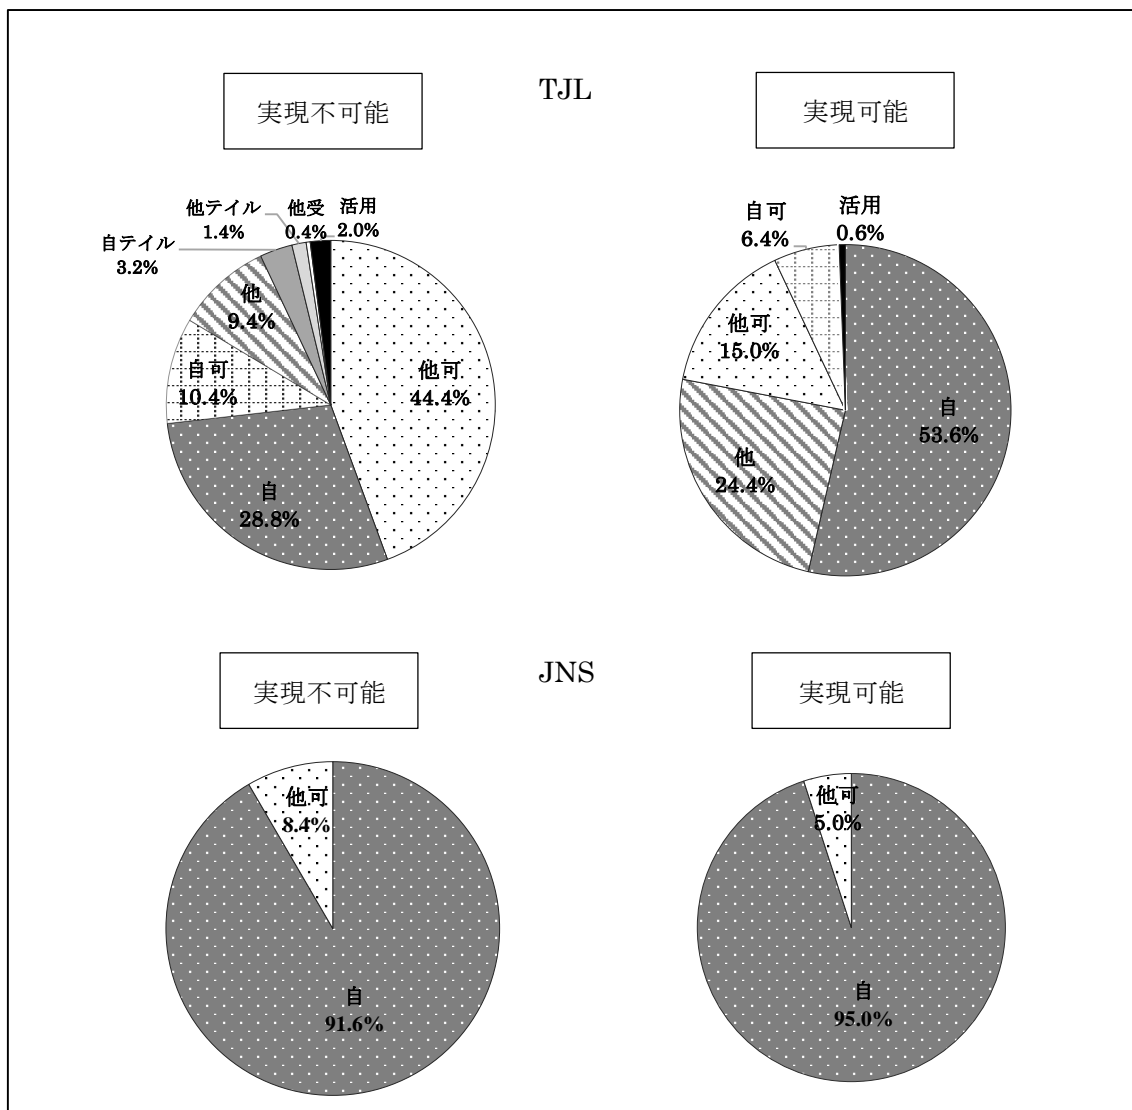 TJL
実現不可能
実現可能
他テイル
1.4%
他受
0.4%
活用
2.0%
自テイル
3.2%
他
9.4%
自可
10.4%
他可
44.4%
自
28.8%
自可
6.4%
活用
0.6%
他可
15.0%
自
53.6%
他
24.4%
JNS
実現不可能
実現可能
他可
8.4%
自
91.6%
他可
5.0%
自
95.0%